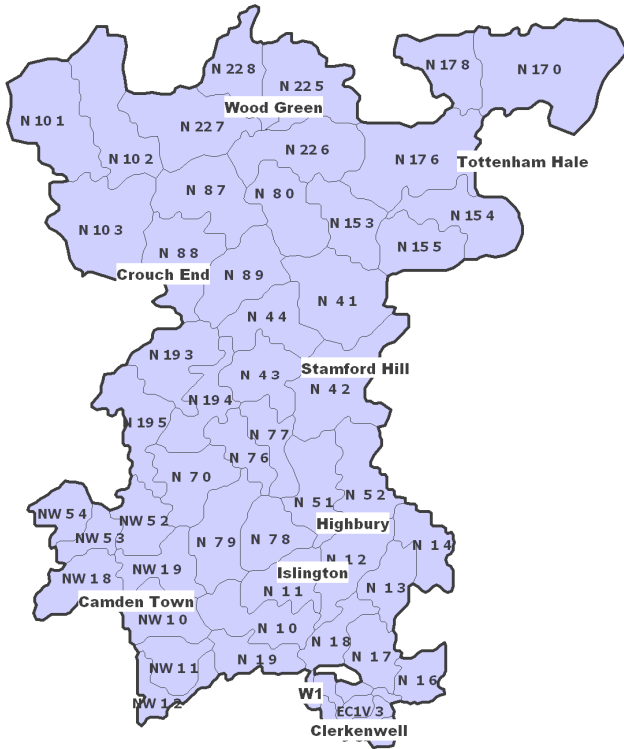 N 22 8
N 17 8
N 17 0
N 22 5
Wood Green
N 10 1
N 22 7
N 22 6
N 10 2
N 17 6
Tottenham Hale
N 8 7
N 8 0
N 15 3
N 15 4
N 10 3
N 15 5
N 8 8
Crouch End
N 8 9
N 4 1
N 4 4
N 19 3
Stamford Hill
N 4 3
N 4 2
N 19 4
N 19 5
N 7 7
N 7 6
N 7 0
N 5 2
N 5 1
NW 5 4
NW 5 2
Highbury
NW 5 3
N 7 9
N 7 8
N 1 4
N 1 2
NW 1 9
Islington
NW 1 8
N 1 1
N 1 3
Camden Town
NW 1 0
N 1 0
N 1 8
N 1 9
N 1 7
NW 1 1
N 1 6
W1
NW 1 2
EC1V 3
Clerkenwell